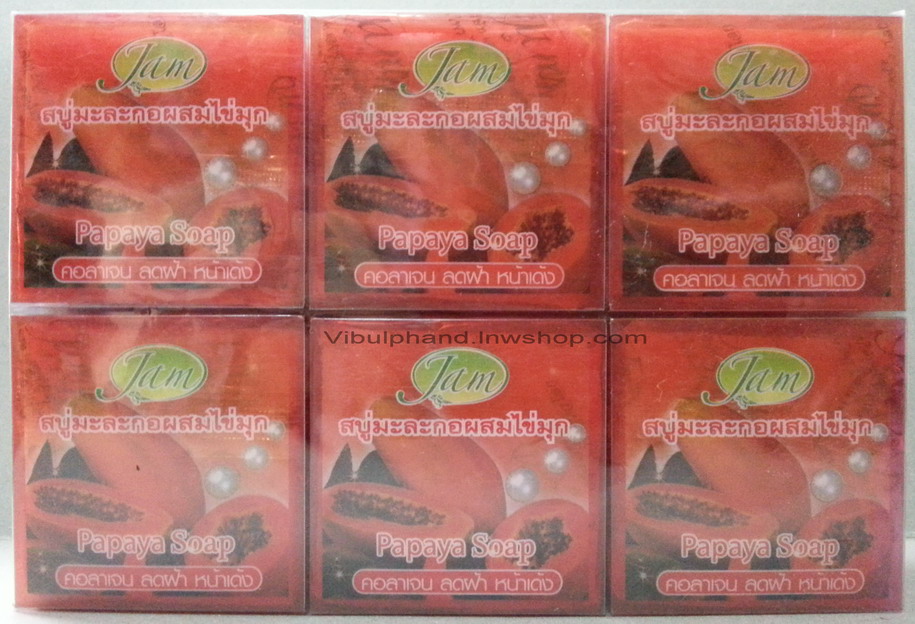 Jam Jam Jam
สบู่มะละกอผสมไข่มุก สบู่มะละกอผสมไข่มุก สบู่มะละกอผสมไข่มุก
Papaya Soap Papaya Soap Papaya Soap
คอลาเจน ลดฝ้า หน้าเด้ง คอลาเจน ลดฝ้า หน้าเด้ง คอลาเจน ลดฝ้า หน้าเด้ง
Vibulphand.lnwshop.com
Jam Jam Jam
สบู่มะละกอผสมไข่มุก สบู่มะละกอผสมไข่มุก สบู่มะละกอผสมไข่มุก
Papaya Soap Papaya Soap Papaya Soap
คอลาเจน ลดฝ้า หน้าเด้ง คอลาเจน ลดฝ้า หน้าเด้ง คอลาเจน ลดฝ้า หน้าเด้ง